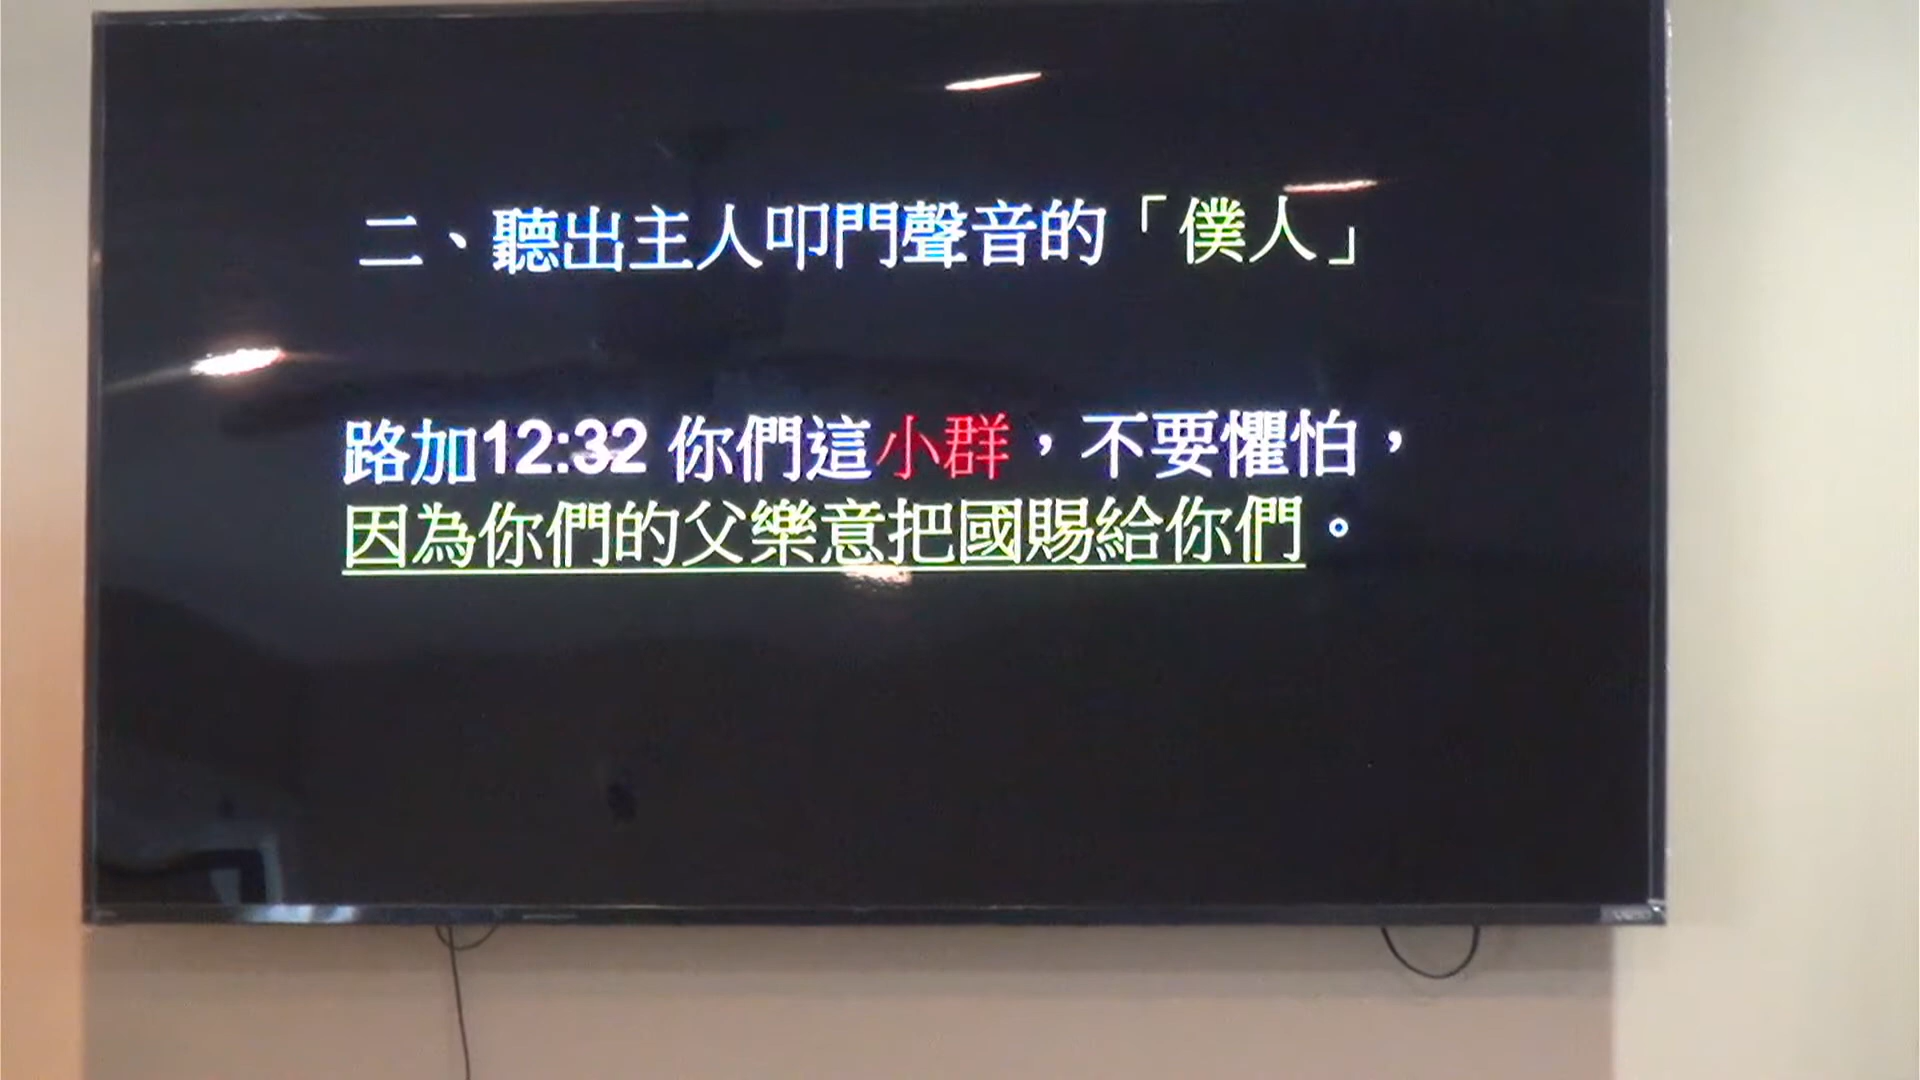 二、聽出主人叩門聲音的「僕人」
路加12:32 你們這小群，不要懼怕，
因為你們的父樂意把國賜給你們。